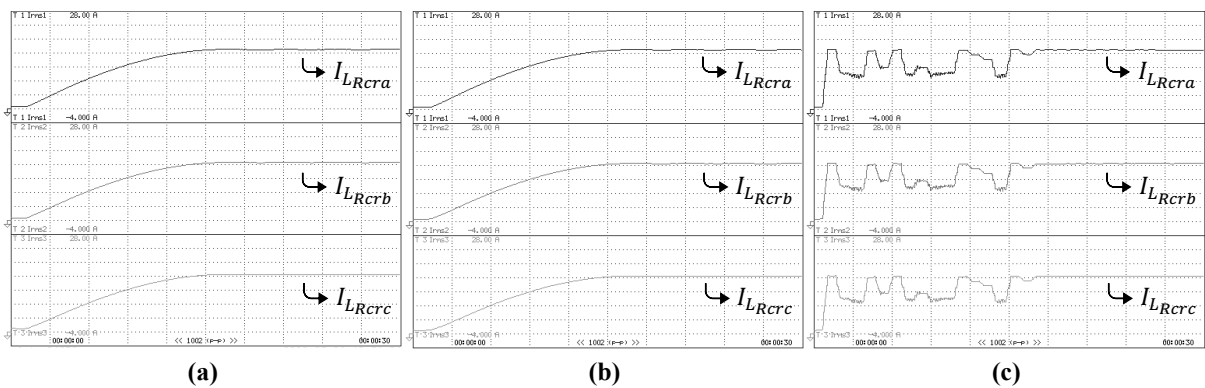 T 1 Irms1 28.00 A
I_{L_{Rcra}}
T 1 Irms1 -4.000 A
T 2 Irms2 28.00 A
I_{L_{Rcrb}}
T 2 Irms2 -4.000 A
T 3 Irms3 28.00 A
I_{L_{Rcrc}}
T 3 Irms3 -4.000 A
00:00:00 << 1002 (p-p) >> 00:00:30
(a)
T 1 Irms1 28.00 A
I_{L_{Rcra}}
T 1 Irms1 -4.000 A
T 2 Irms2 28.00 A
I_{L_{Rcrb}}
T 2 Irms2 -4.000 A
T 3 Irms3 28.00 A
I_{L_{Rcrc}}
T 3 Irms3 -4.000 A
00:00:00 << 1002 (p-p) >> 00:00:30
(b)
T 1 Irms1 28.00 A
I_{L_{Rcra}}
T 1 Irms1 -4.000 A
T 2 Irms2 28.00 A
I_{L_{Rcrb}}
T 2 Irms2 -4.000 A
T 3 Irms3 28.00 A
I_{L_{Rcrc}}
T 3 Irms3 -4.000 A
00:00:00 << 1002 (p-p) >> 00:00:30
(c)